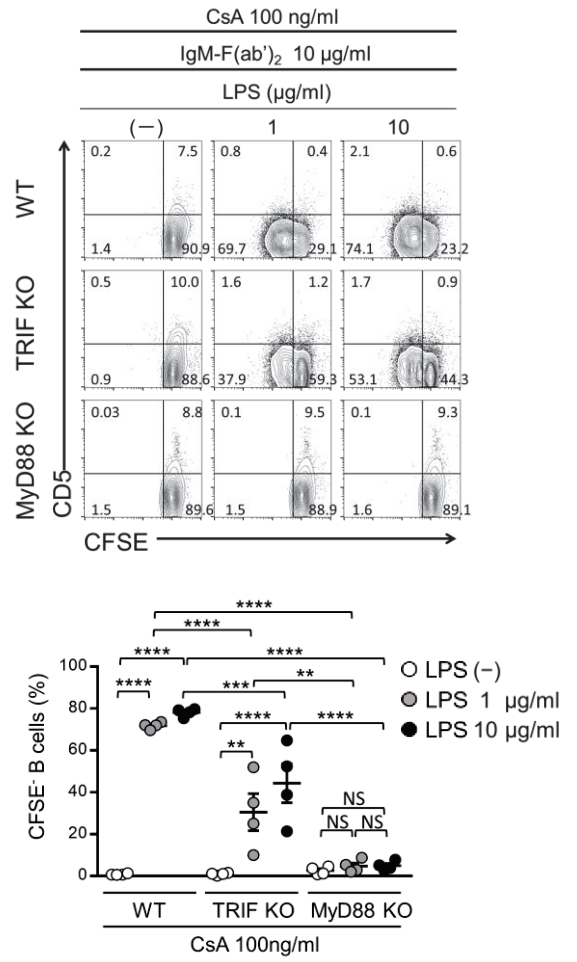 CsA 100 ng/ml
IgM-F(ab')₂ 10 µg/ml
LPS (µg/ml)
(−) 1 10
WT
0.2 7.5 0.8 0.4 2.1 0.6
1.4 90.9 69.7 29.1 74.1 23.2
TRIF KO
0.5 10.0 1.6 1.2 1.7 0.9
0.9 88.6 37.9 59.3 53.1 44.3
MyD88 KO
0.03 8.8 0.1 9.5 0.1 9.3
1.5 89.6 1.5 88.9 1.6 89.1
CD5
CFSE
****
****
**** ****
**** *** **
**** ****
**
NS
NS NS
LPS (−)
LPS 1 µg/ml
LPS 10 µg/ml
CFSE⁻ B cells (%)
100
80
60
40
20
0
WT TRIF KO MyD88 KO
CsA 100ng/ml